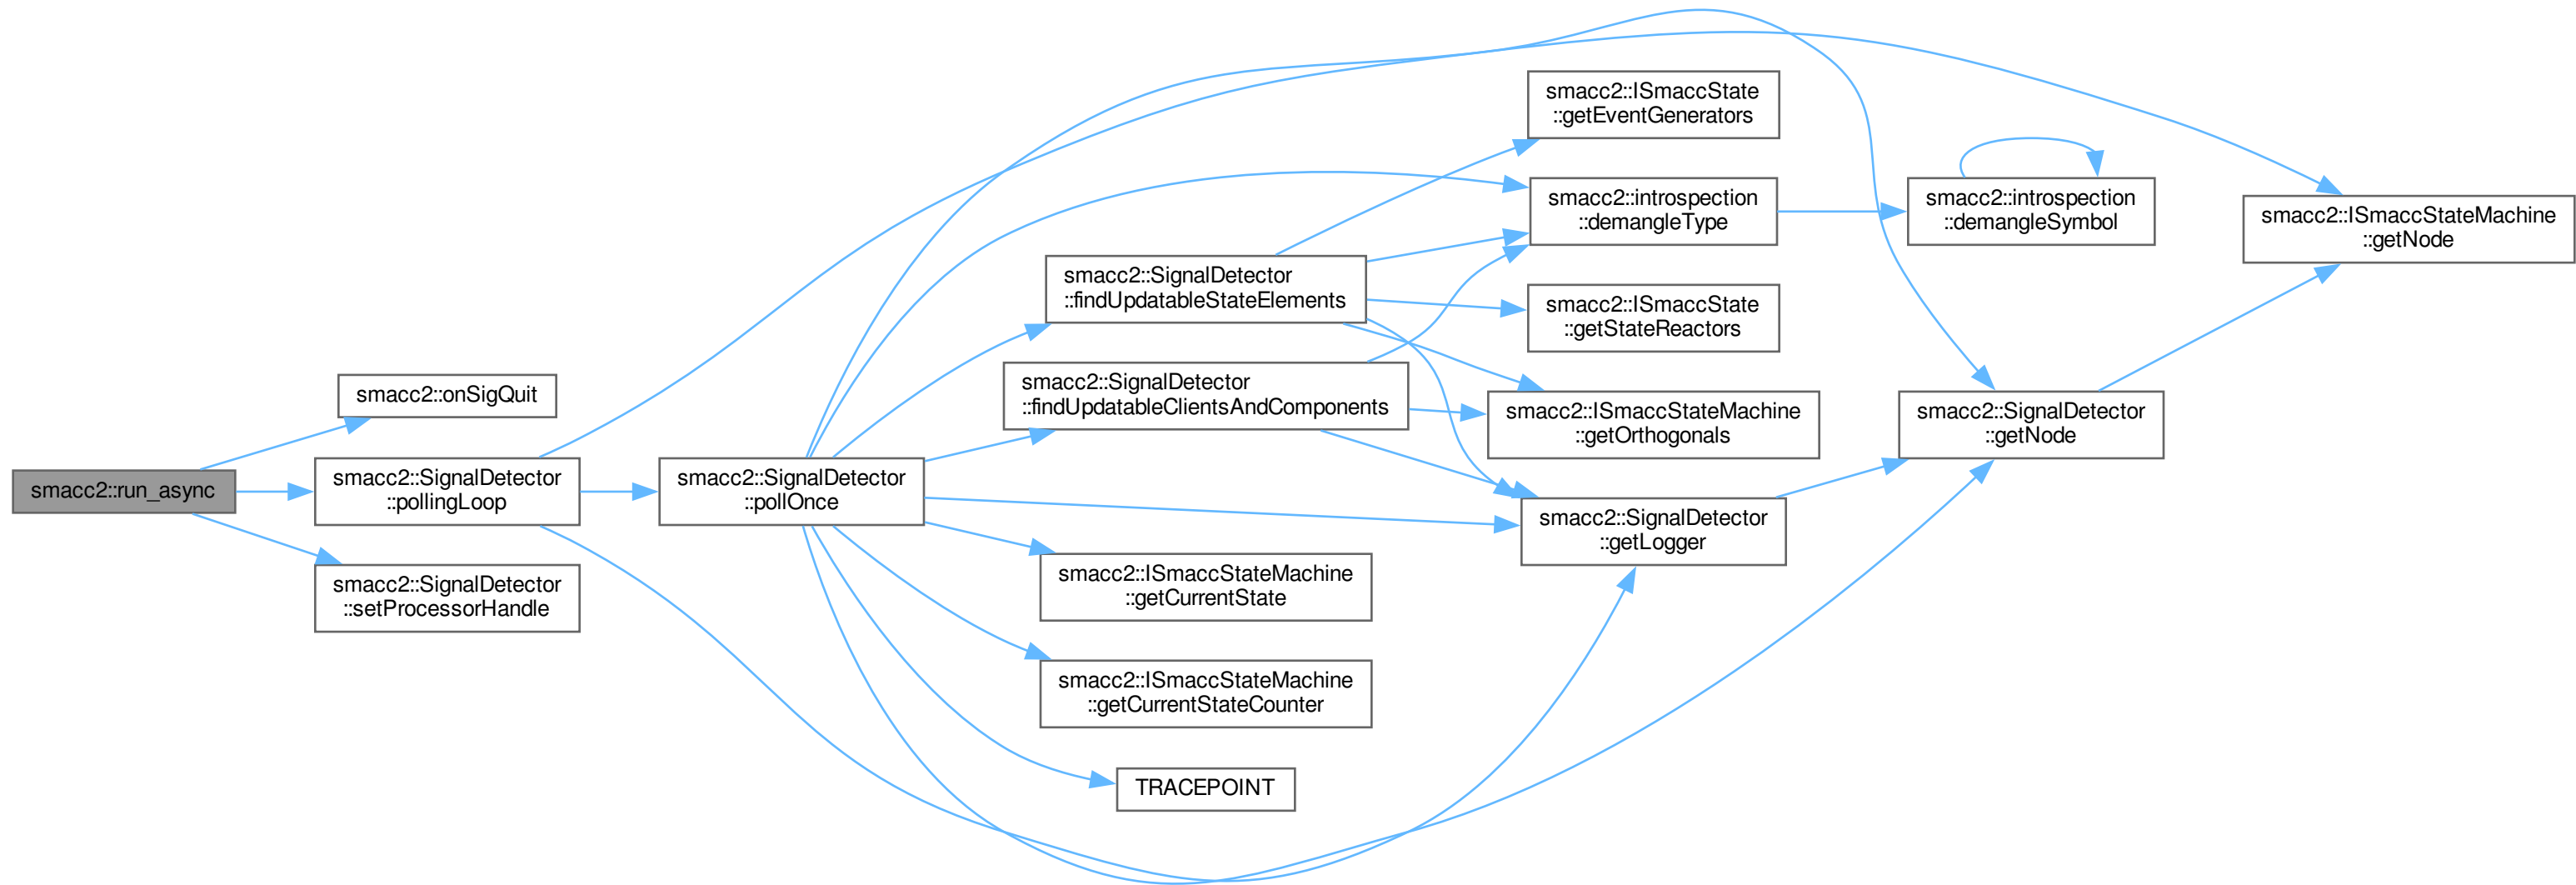 smacc2::run_async
smacc2::onSigQuit
smacc2::SignalDetector
::pollingLoop
smacc2::SignalDetector
::setProcessorHandle
smacc2::SignalDetector
::pollOnce
smacc2::SignalDetector
::findUpdatableStateElements
smacc2::SignalDetector
::findUpdatableClientsAndComponents
smacc2::ISmaccStateMachine
::getCurrentState
smacc2::ISmaccStateMachine
::getCurrentStateCounter
TRACEPOINT
smacc2::ISmaccState
::getEventGenerators
smacc2::introspection
::demangleType
smacc2::ISmaccState
::getStateReactors
smacc2::ISmaccStateMachine
::getOrthogonals
smacc2::SignalDetector
::getLogger
smacc2::introspection
::demangleSymbol
smacc2::SignalDetector
::getNode
smacc2::ISmaccStateMachine
::getNode